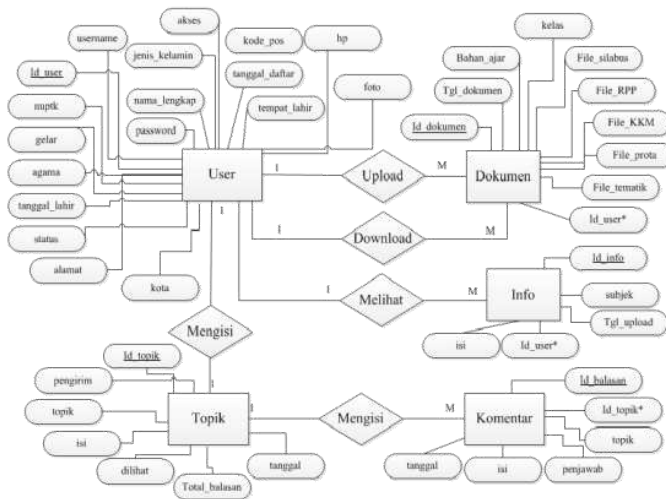 akses
kelas
username
kode_pos
hp
jenis_kelamin
Bahan_ajar
File_silabus
Id_user
tanggal_daftar
foto
Tgl_dokumen
File_RPP
nuptk
nama_lengkap
tempat_lahir
Id_dokumen
File_KKM
gelar
password
File_prota
agama
User
1
Upload
M
Dokumen
File_tematik
tanggal_lahir
1
Id_user*
status
1
Download
M
alamat
Id_info
kota
1
Melihat
M
Info
subjek
Tgl_upload
Mengisi
isi
Id_user*
Id_topik
1
Id_balasan
pengirim
topik
Topik
1
Mengisi
M
Komentar
Id_topik*
topik
isi
dilihat
Total_balasan
tanggal
tanggal
isi
penjawab